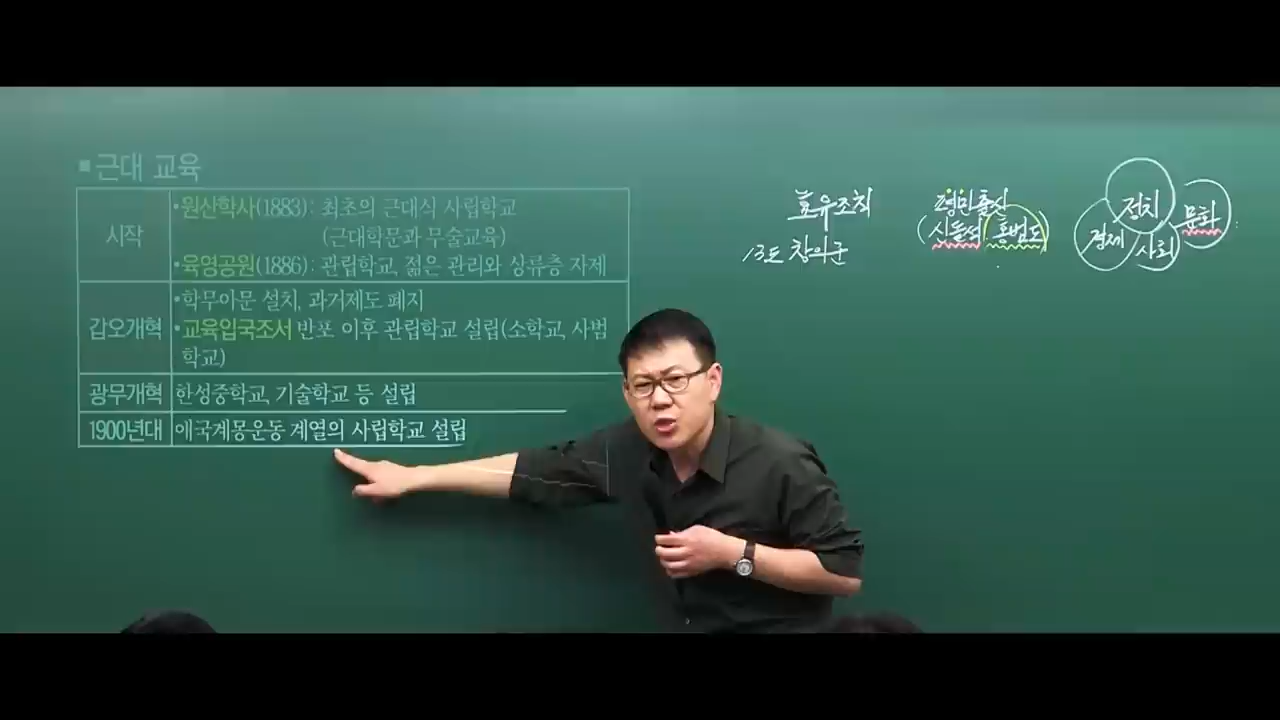 ▪근대 교육
시작
•원산학사(1883): 최초의 근대식 사립학교
(근대학문과 무술교육)
•육영공원(1886): 관립학교, 젊은 관리와 상류층 자제
갑오개혁
•학무아문 설치, 과거제도 폐지
•교육입국조서 반포 이후 관립학교 설립(소학교, 사범
학교)
광무개혁
한성중학교, 기술학교 등 설립
1900년대
애국계몽운동 계열의 사립학교 설립
효유조칙
13도 창의군
평민출신
(신돌석, 홍범도)
정치
경제
사회
문화